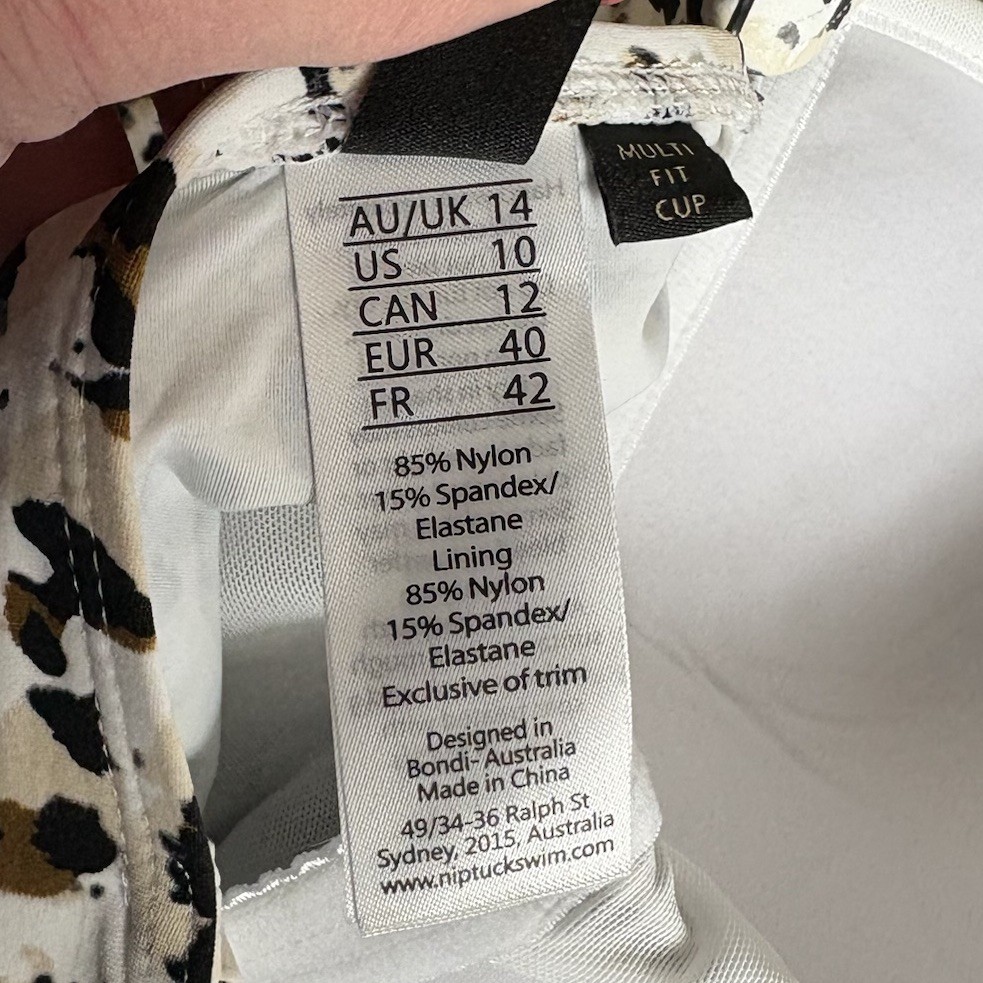 MULTI
FIT
CUP
AU/UK 14
US 10
CAN 12
EUR 40
FR 42
85% Nylon
15% Spandex/
Elastane
Lining
85% Nylon
15% Spandex/
Elastane
Exclusive of trim
Designed in
Bondi- Australia
Made in China
49/34-36 Ralph St
Sydney, 2015, Australia
www.niptuckswim.com